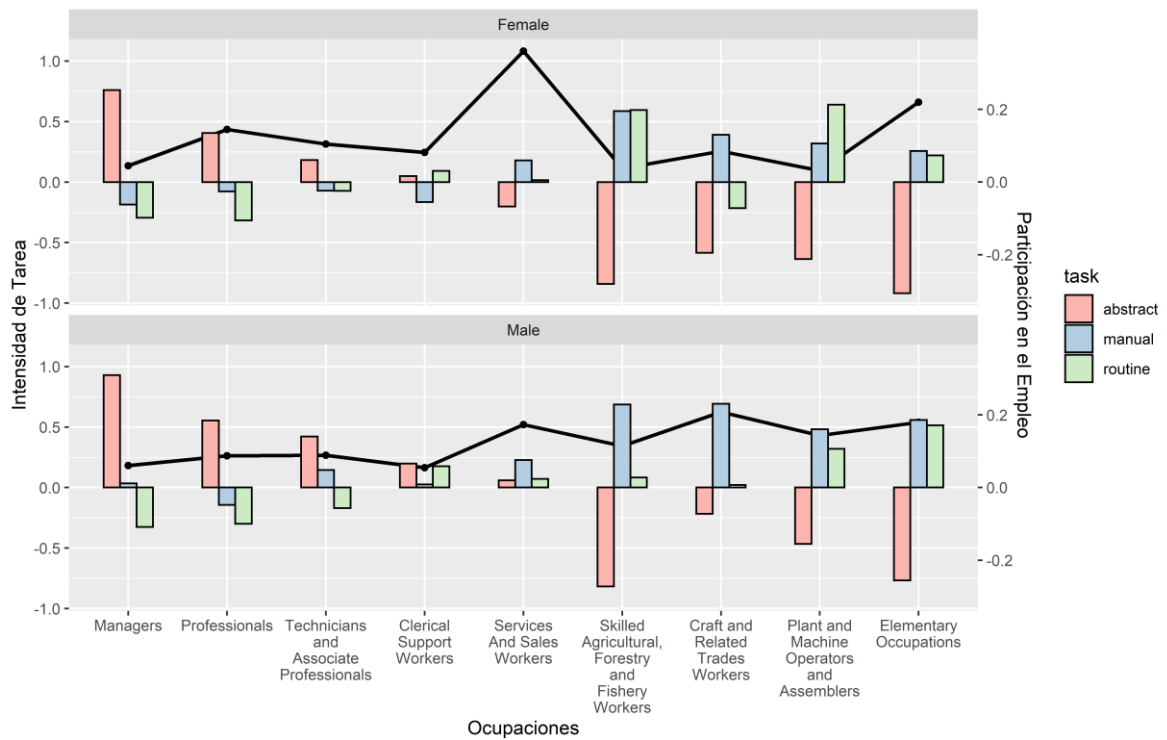 Female
1.0
0.5
0.0
-0.5
-1.0
0.2
0.0
-0.2
Male
1.0
0.5
0.0
-0.5
-1.0
0.2
0.0
-0.2
Intensidad de Tarea
Participación en el Empleo
task
abstract
manual
routine
Managers
Professionals
Technicians
and
Associate
Professionals
Clerical
Support
Workers
Services
And Sales
Workers
Skilled
Agricultural,
Forestry
and
Fishery
Workers
Craft and
Related
Trades
Workers
Plant and
Machine
Operators
and
Assemblers
Elementary
Occupations
Ocupaciones